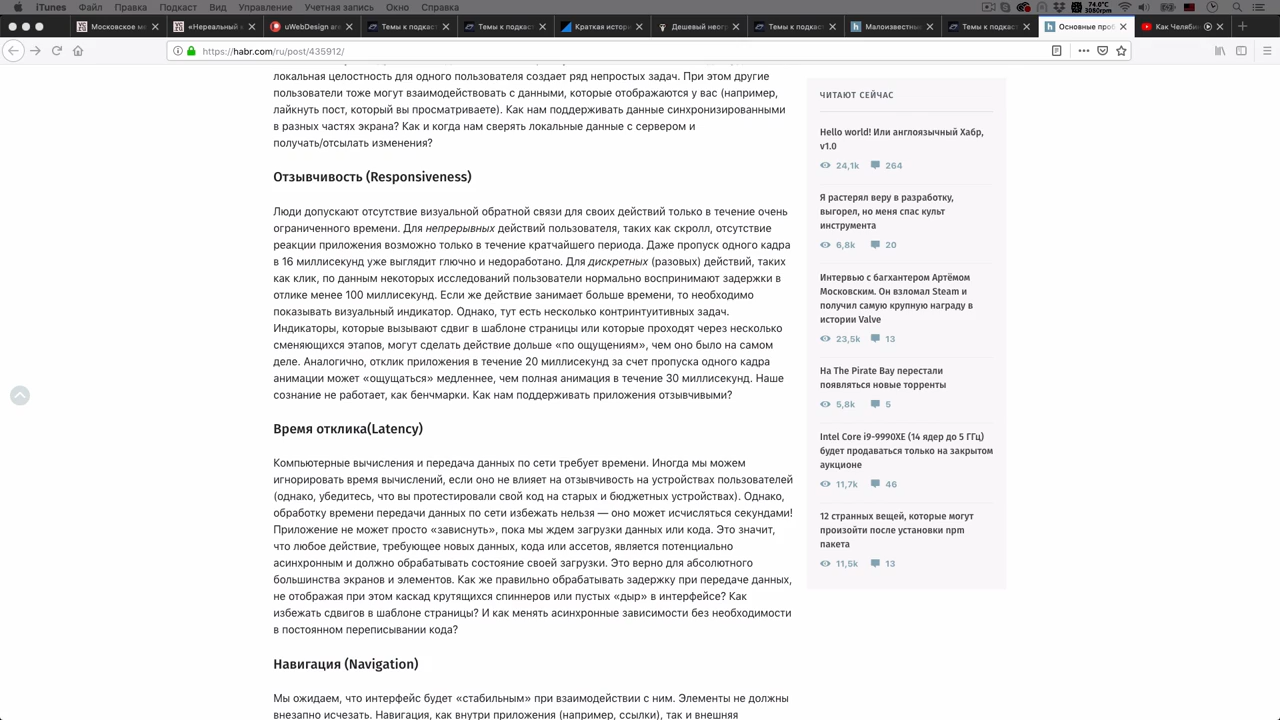 iTunes Файл Правка Подкаст Вид Управление Учетная запись Окно Справка
74.0°C
3080rpm
Московское ме
«Нереальный к
uWebDesign ап
Темы к подкаст
Темы к подкаст
Краткая истори
Дешевый неогр
Темы к подкаст
Малоизвестны
Темы к подкаст
Основные проб
Как Челябин
https://habr.com/ru/post/435912/
локальная целостность для одного пользователя создает ряд непростых задач. При этом другие
пользователи тоже могут взаимодействовать с данными, которые отображаются у вас (например,
лайкнуть пост, который вы просматриваете). Как нам поддерживать данные синхронизированными
в разных частях экрана? Как и когда нам сверять локальные данные с сервером и
получать/отсылать изменения?
Отзывчивость (Responsiveness)
Люди допускают отсутствие визуальной обратной связи для своих действий только в течение очень
ограниченного времени. Для непрерывных действий пользователя, таких как скролл, отсутствие
реакции приложения возможно только в течение кратчайшего периода. Даже пропуск одного кадра
в 16 миллисекунд уже выглядит глючно и недоработано. Для дискретных (разовых) действий, таких
как клик, по данным некоторых исследований пользователи нормально воспринимают задержки в
отлике менее 100 миллисекунд. Если же действие занимает больше времени, то необходимо
показывать визуальный индикатор. Однако, тут есть несколько контринтуитивных задач.
Индикаторы, которые вызывают сдвиг в шаблоне страницы или которые проходят через несколько
сменяющихся этапов, могут сделать действие дольше «по ощущениям», чем оно было на самом
деле. Аналогично, отклик приложения в течение 20 миллисекунд за счет пропуска одного кадра
анимации может «ощущаться» медленнее, чем полная анимация в течение 30 миллисекунд. Наше
сознание не работает, как бенчмарки. Как нам поддерживать приложения отзывчивыми?
Время отклика(Latency)
Компьютерные вычисления и передача данных по сети требует времени. Иногда мы можем
игнорировать время вычислений, если оно не влияет на отзывчивость на устройствах пользователей
(однако, убедитесь, что вы протестировали свой код на старых и бюджетных устройствах). Однако,
обработку времени передачи данных по сети избежать нельзя — оно может исчисляться секундами!
Приложение не может просто «зависнуть», пока мы ждем загрузки данных или кода. Это значит,
что любое действие, требующее новых данных, кода или ассетов, является потенциально
асинхронным и должно обрабатывать состояние своей загрузки. Это верно для абсолютного
большинства экранов и элементов. Как же правильно обрабатывать задержку при передаче данных,
не отображая при этом каскад крутящихся спиннеров или пустых «дыр» в интерфейсе? Как
избежать сдвигов в шаблоне страницы? И как менять асинхронные зависимости без необходимости
в постоянном переписывании кода?
Навигация (Navigation)
Мы ожидаем, что интерфейс будет «стабильным» при взаимодействии с ним. Элементы не должны
внезапно исчезать. Навигация, как внутри приложения (например, ссылки), так и внешняя
ЧИТАЮТ СЕЙЧАС
Hello world! Или англоязычный Хабр,
v1.0
24,1k 264
Я растерял веру в разработку,
выгорел, но меня спас культ
инструмента
6,8k 20
Интервью с багхантером Артёмом
Московским. Он взломал Steam и
получил самую крупную награду в
истории Valve
23,5k 13
На The Pirate Bay перестали
появляться новые торренты
5,8k 5
Intel Core i9-9990XE (14 ядер до 5 ГГц)
будет продаваться только на закрытом
аукционе
11,7k 46
12 странных вещей, которые могут
произойти после установки npm
пакета
11,5k 13